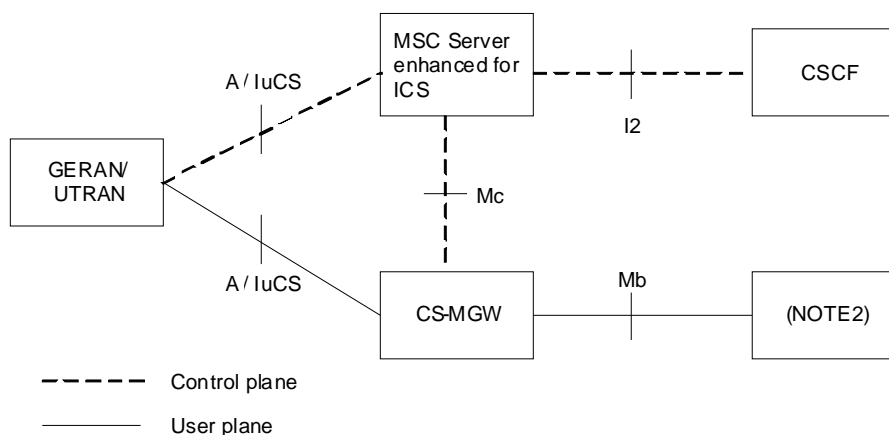 MSC Server
enhanced for
ICS
CSCF
A / IuCS
I2
GERAN/
UTRAN
Mc
A / IuCS
Mb
CS-MGW
(NOTE2)
Control plane
User plane